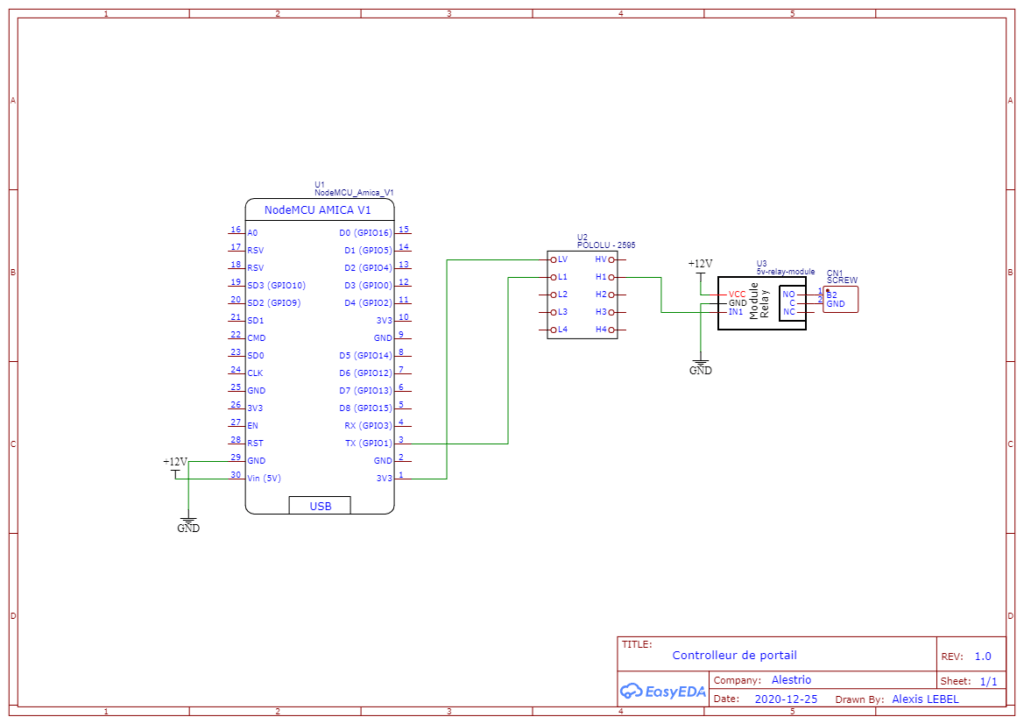 1 2 3 4 5
A A
B B
C C
D D
U1
NodeMCU_Amica_V1
NodeMCU AMICA V1
16 A0 D0 (GPIO16) 15
17 RSV D1 (GPIO5) 14
18 RSV D2 (GPIO4) 13
19 SD3 (GPIO10) D3 (GPIO0) 12
20 SD2 (GPIO9) D4 (GPIO2) 11
21 SD1 3V3 10
22 CMD GND 9
23 SD0 D5 (GPIO14) 8
24 CLK D6 (GPIO12) 7
25 GND D7 (GPIO13) 6
26 3V3 D8 (GPIO15) 5
27 EN RX (GPIO3) 4
28 RST TX (GPIO1) 3
29 GND GND 2
30 Vin (5V) 3V3 1
USB
+12V
GND
U2
POLOLU - 2595
LV HV
L1 H1
L2 H2
L3 H3
L4 H4
+12V
GND
U3
5v-relay-module
VCC
GND
IN1
Module
Relay
NO
C
NC
CN1
SCREW
1 B2
2 GND
TITLE:
Controlleur de portail
REV: 1.0
EasyEDA
Company: Alestrio
Sheet: 1/1
Date: 2020-12-25 Drawn By: Alexis LEBEL
1 2 3 4 5